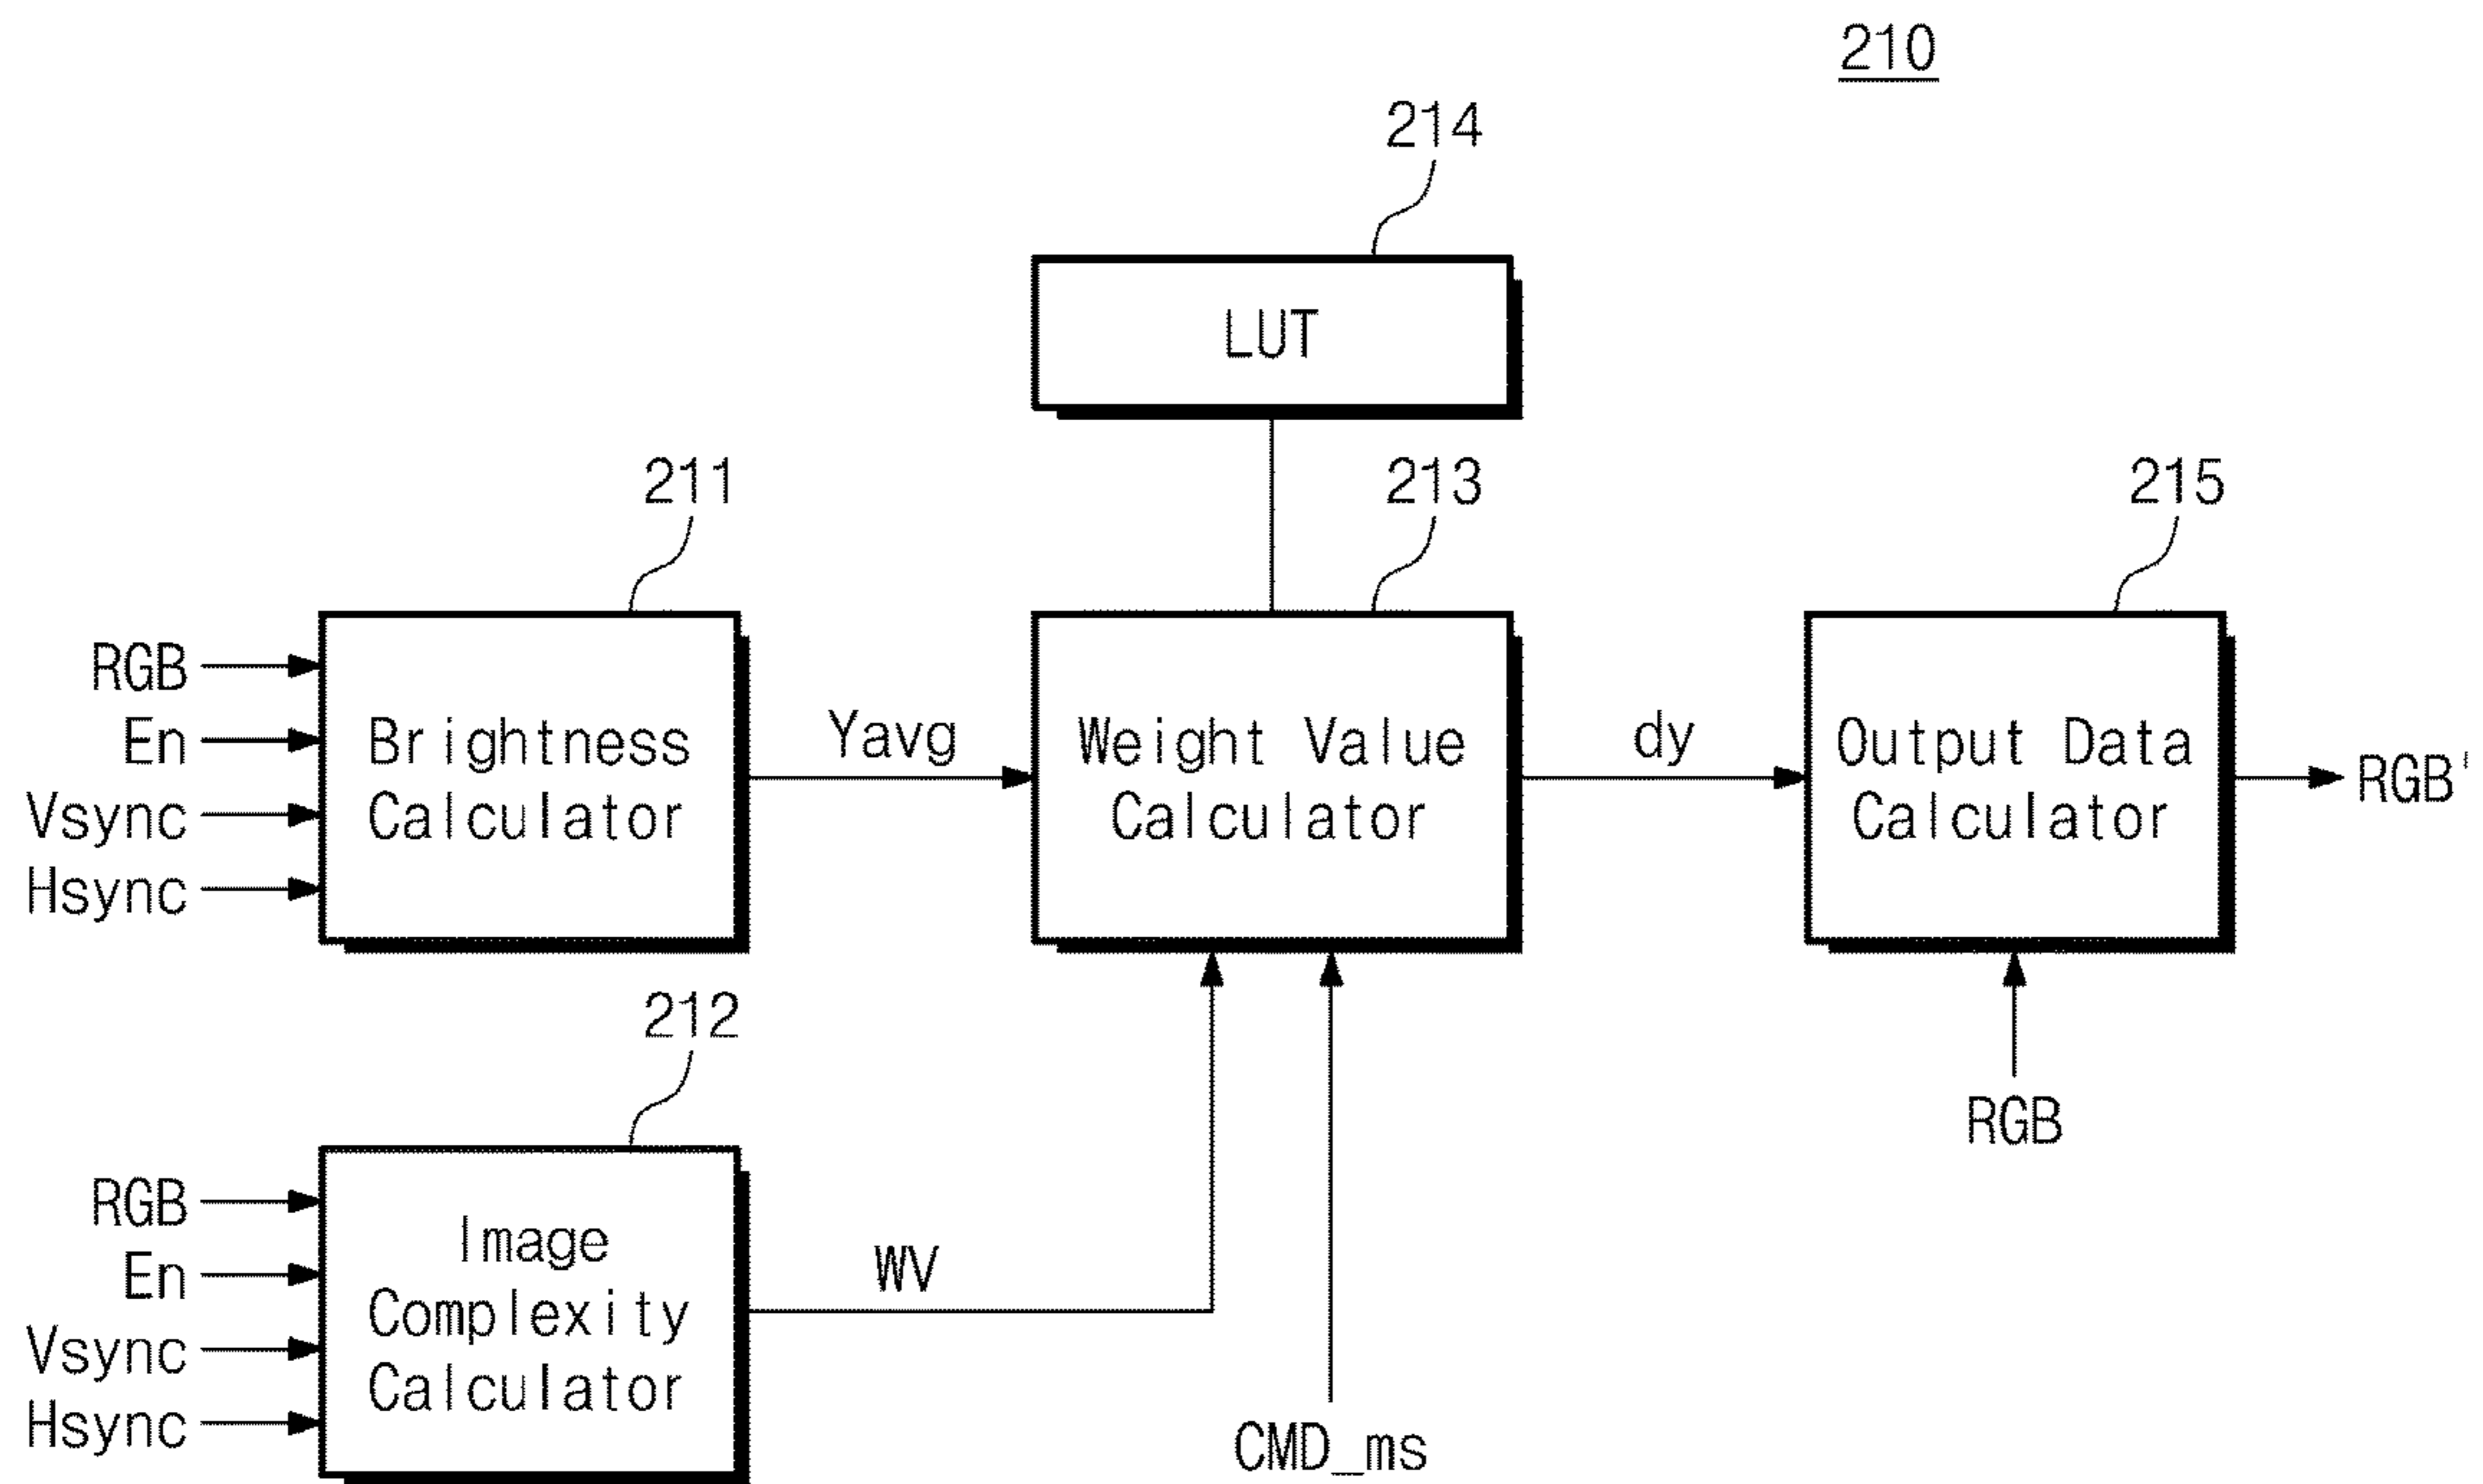 210
214
LUT
211
213
215
RGB
En
Vsync
Hsync
Brightness
Calculator
Yavg
Weight Value
Calculator
dy
Output Data
Calculator
RGB'
RGB
212
RGB
En
Vsync
Hsync
Image
Complexity
Calculator
WV
CMD_ms